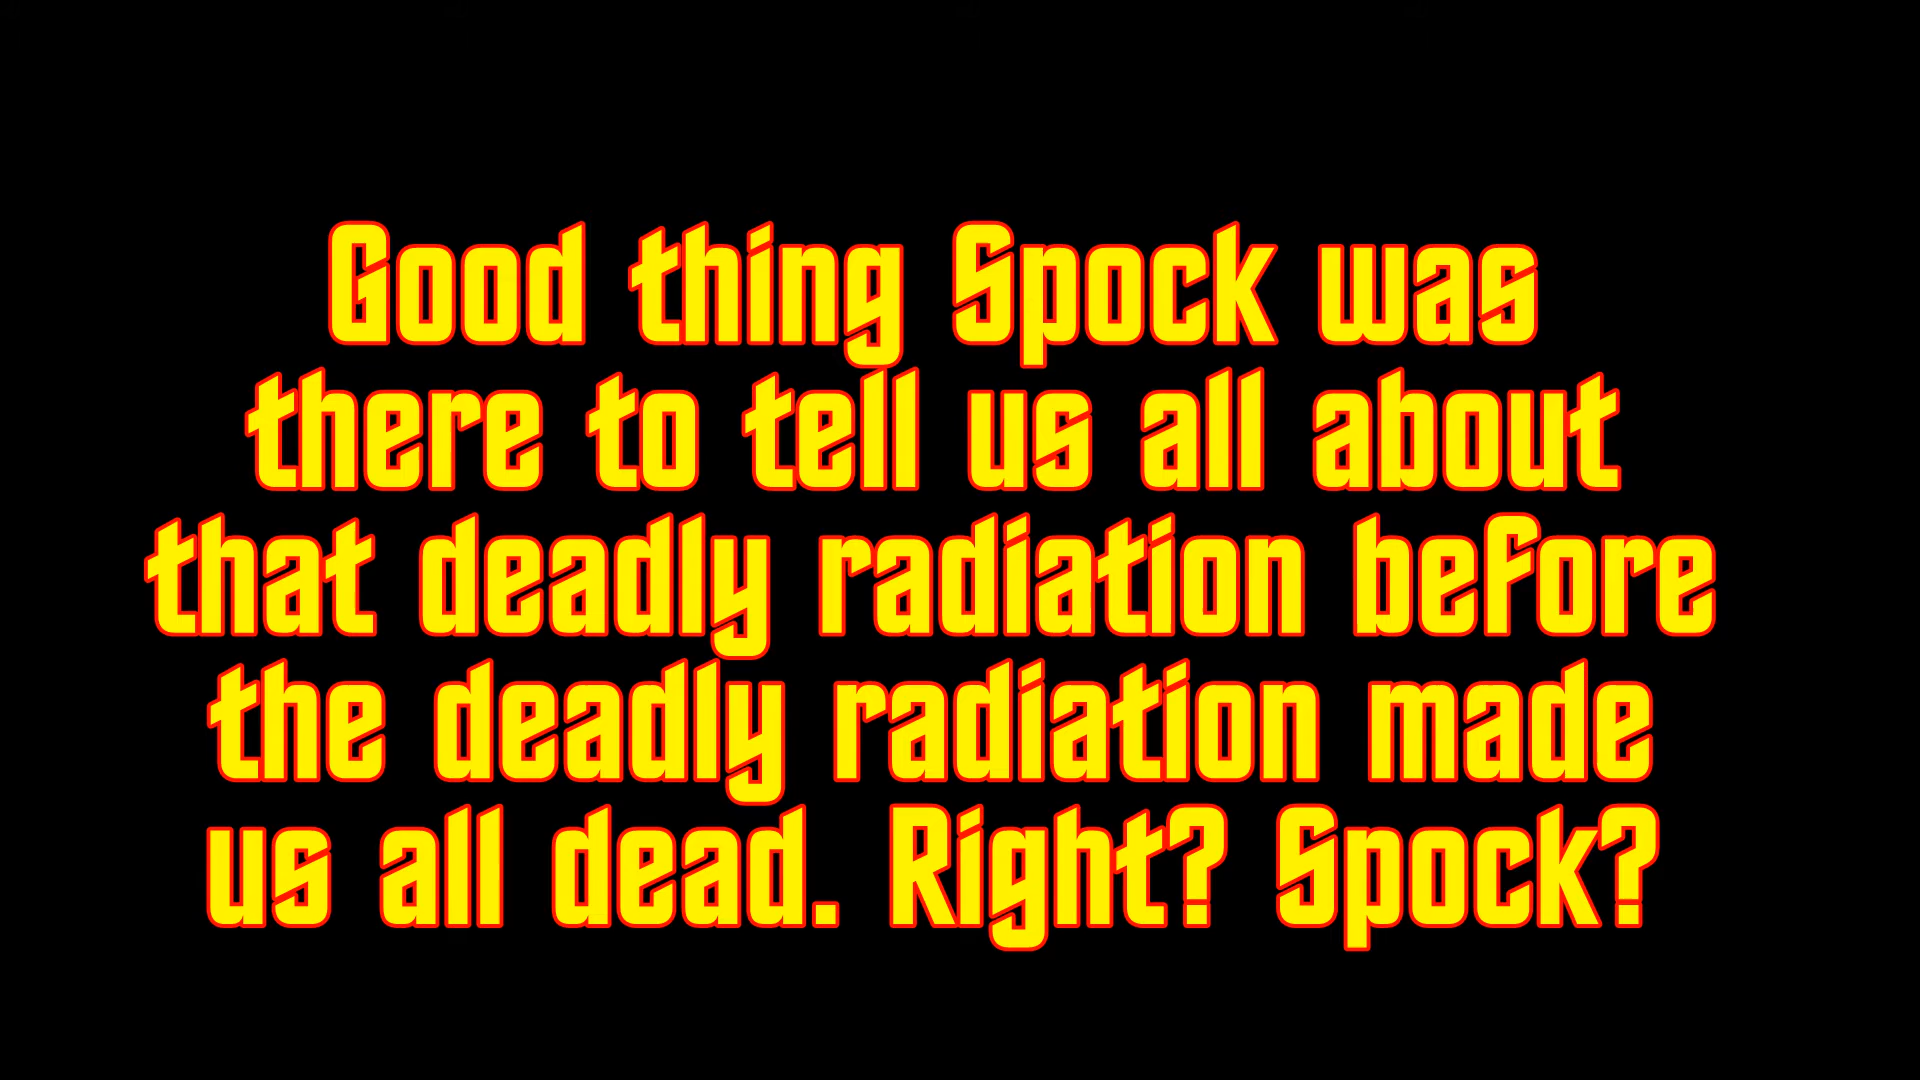 Good thing Spock was
there to tell us all about
that deadly radiation before
the deadly radiation made
us all dead. Right? Spock?